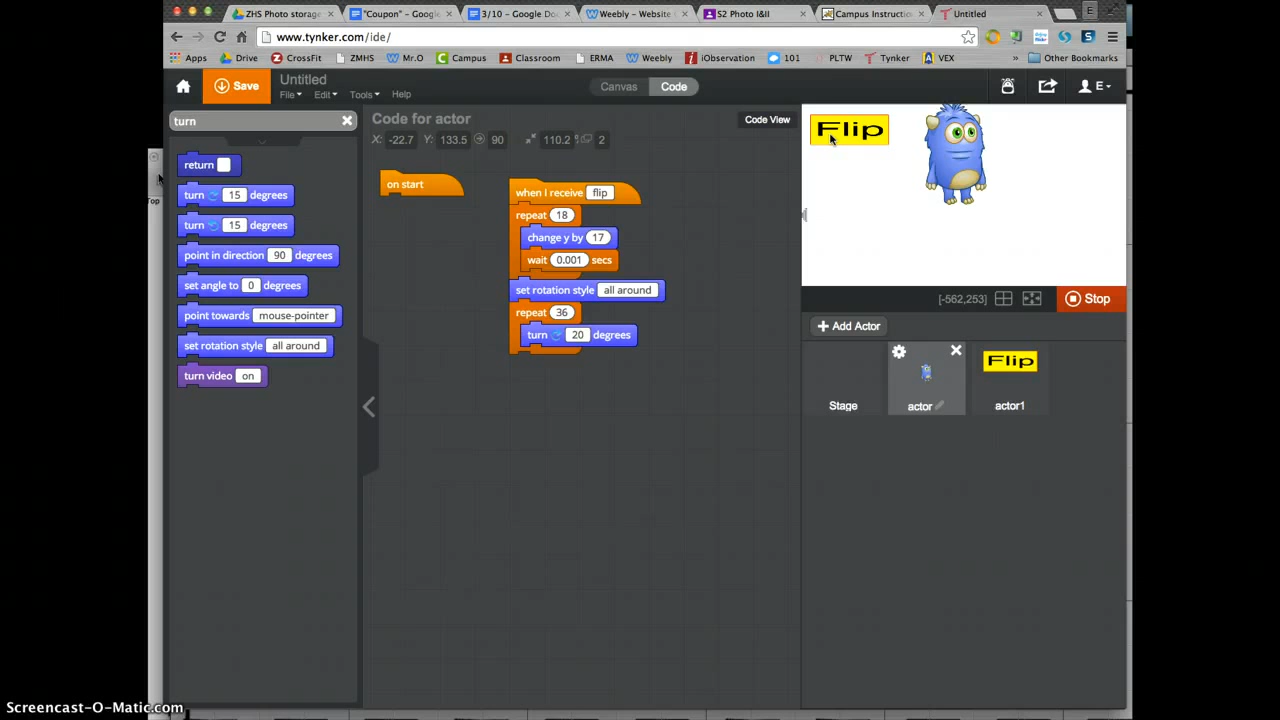 ZHS Photo storage
"Coupon" - Google
3/10 - Google Do
Weebly - Website
S2 Photo I&II
Campus Instructio
Untitled
E
www.tynker.com/ide/
Apps Drive CrossFit ZMHS Mr.O Campus Classroom ERMA Weebly iObservation 101 PLTW Tynker VEX » Other Bookmarks
Save
Untitled
File Edit Tools Help
Canvas Code
E
turn
return
turn 15 degrees
turn 15 degrees
point in direction 90 degrees
set angle to 0 degrees
point towards mouse-pointer
set rotation style all around
turn video on
Top
Code for actor
Code View
X: -22.7 Y: 133.5 90 110.2 2
on start
when I receive flip
repeat 18
change y by 17
wait 0.001 secs
set rotation style all around
repeat 36
turn 20 degrees
Flip
[-562,253]
Stop
Add Actor
Flip
Stage
actor
actor1
Screencast-O-Matic.com